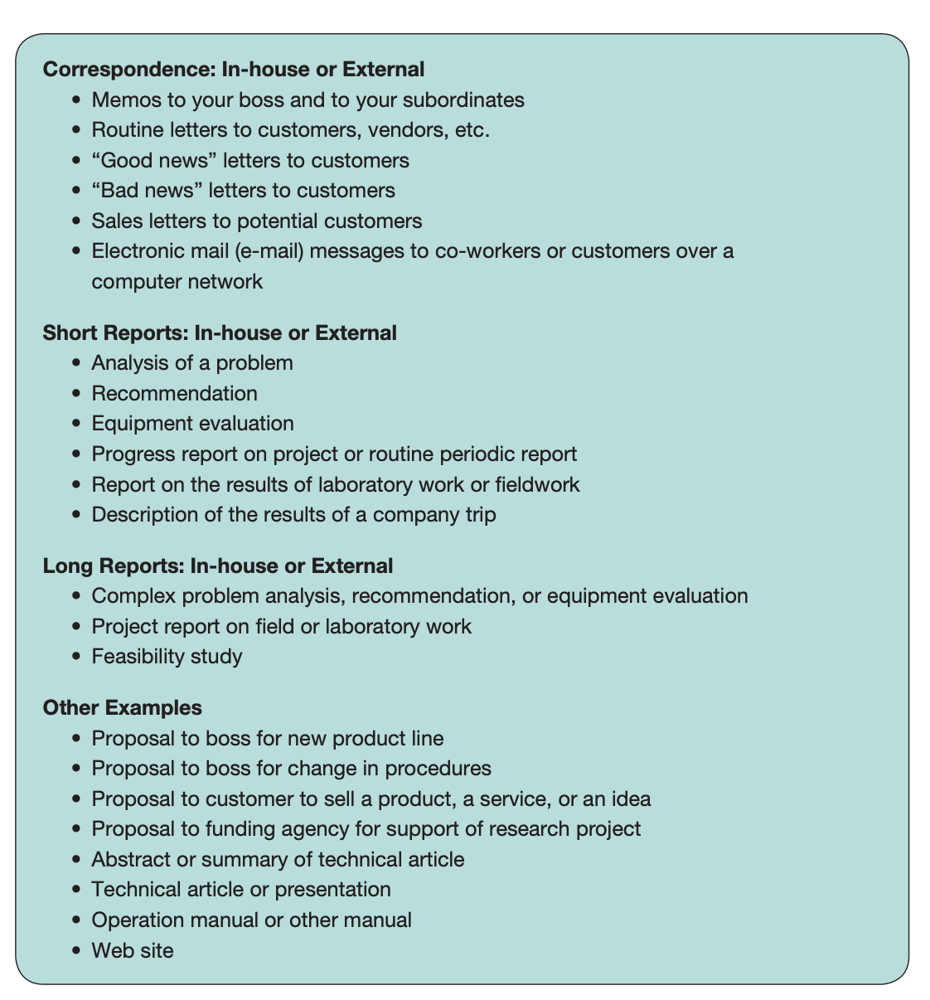 Correspondence: In-house or External
• Memos to your boss and to your subordinates
• Routine letters to customers, vendors, etc.
• “Good news” letters to customers
• “Bad news” letters to customers
• Sales letters to potential customers
• Electronic mail (e-mail) messages to co-workers or customers over a
computer network
Short Reports: In-house or External
• Analysis of a problem
• Recommendation
• Equipment evaluation
• Progress report on project or routine periodic report
• Report on the results of laboratory work or fieldwork
• Description of the results of a company trip
Long Reports: In-house or External
• Complex problem analysis, recommendation, or equipment evaluation
• Project report on field or laboratory work
• Feasibility study
Other Examples
• Proposal to boss for new product line
• Proposal to boss for change in procedures
• Proposal to customer to sell a product, a service, or an idea
• Proposal to funding agency for support of research project
• Abstract or summary of technical article
• Technical article or presentation
• Operation manual or other manual
• Web site